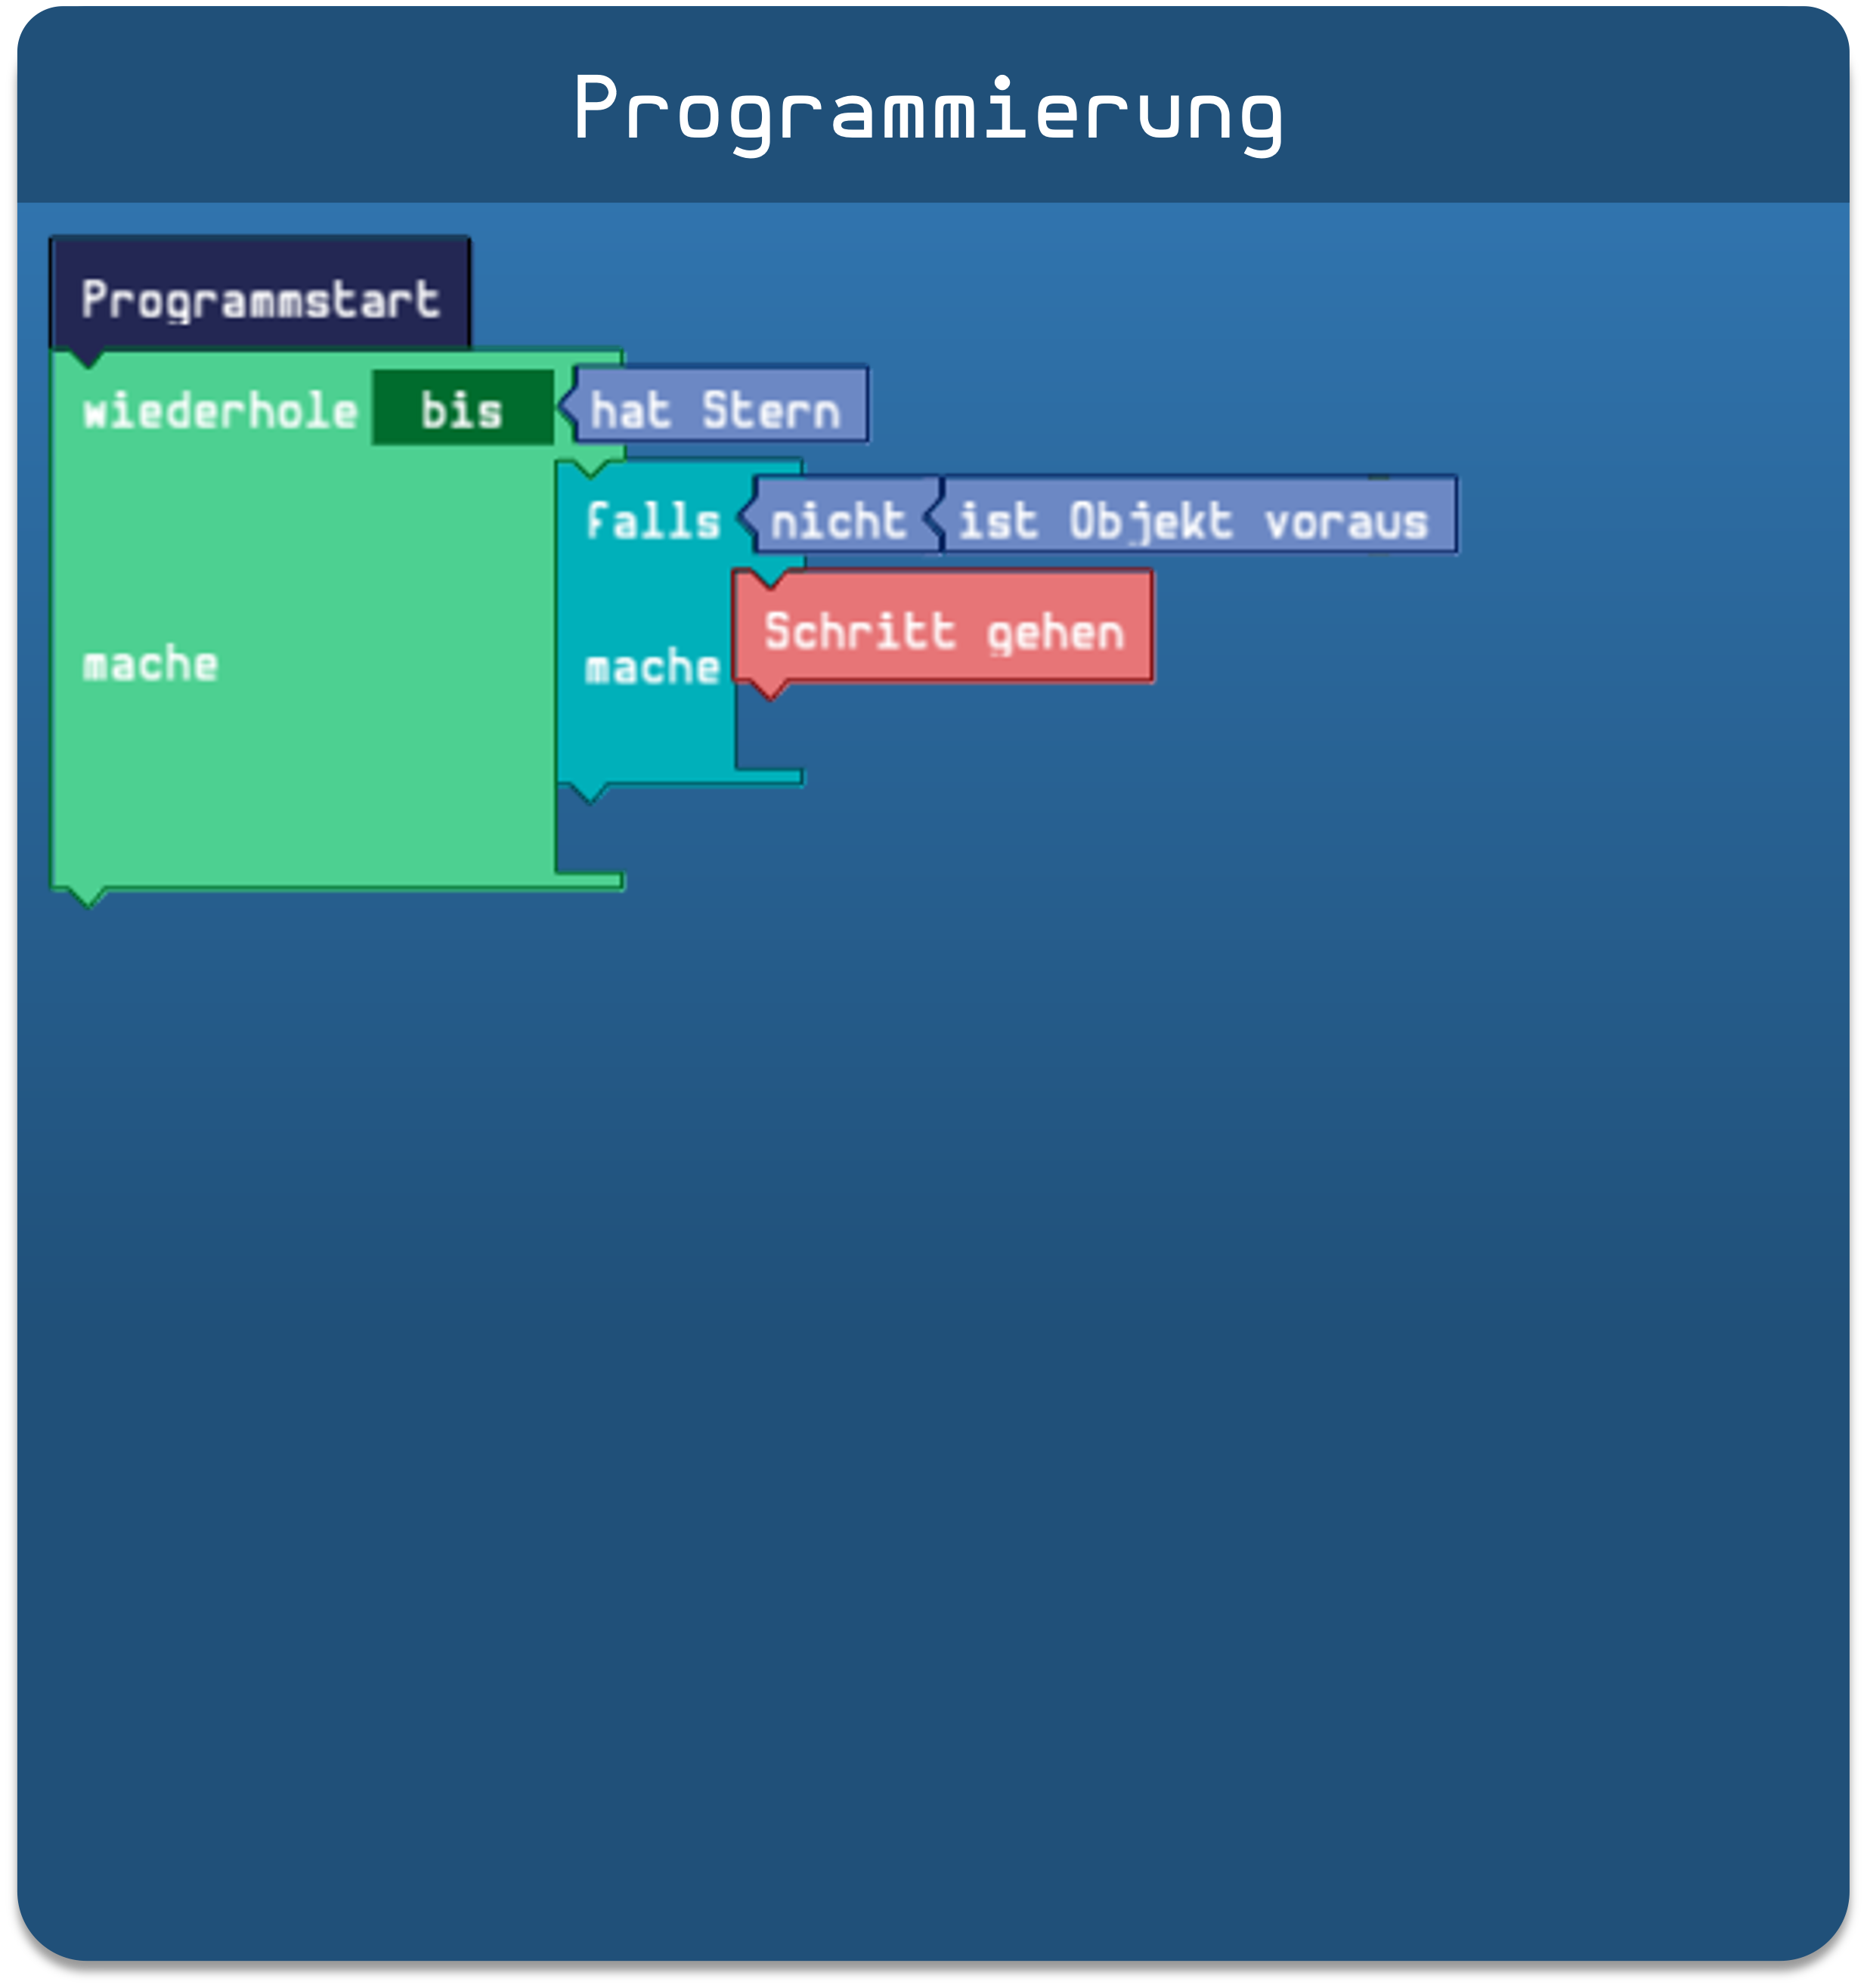 Programmierung
Programmstart
wiederhole bis hat Stern
falls nicht ist Objekt voraus
Schritt gehen
mache mache